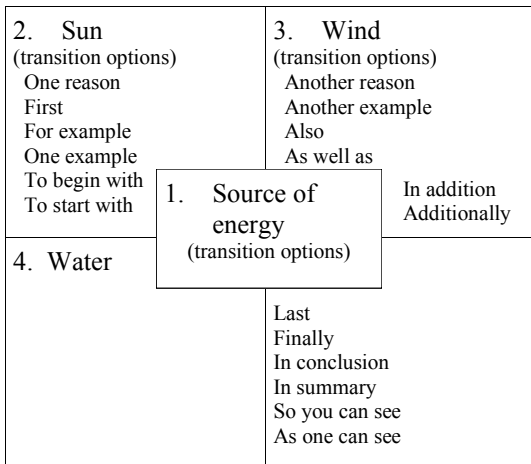 2. Sun
(transition options)
One reason
First
For example
One example
To begin with
To start with
3. Wind
(transition options)
Another reason
Another example
Also
As well as
In addition
Additionally
1. Source of
energy
(transition options)
4. Water
Last
Finally
In conclusion
In summary
So you can see
As one can see